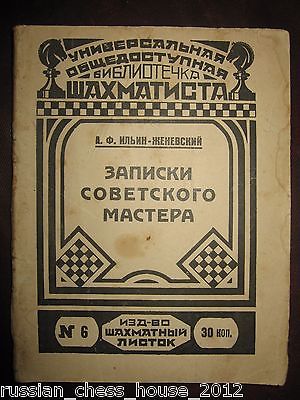 УНИВЕРСАЛЬНАЯ
ОБЩЕДОСТУПНАЯ
БИБЛИОТЕЧКА
ШАХМАТИСТА
А. Ф. ИЛЬИН-ЖЕНЕВСКИЙ
ЗАПИСКИ
СОВЕТСКОГО
МАСТЕРА
№ 6
ИЗД-ВО
ШАХМАТНЫЙ
ЛИСТОК
30 КОП.
russian_chess_house_2012